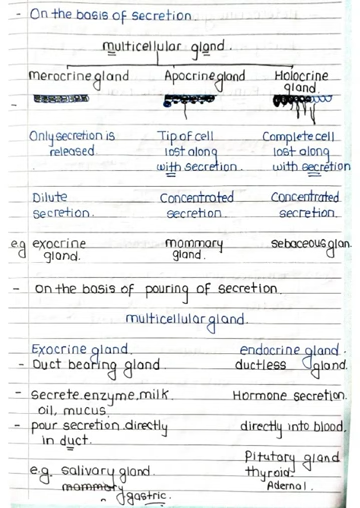 - On the basis of secretion.
multicellular gland.
merocrine gland Apocrine gland Holocrine
gland.
-
Only secretion is Tip of cell Complete cell
released. lost along lost along
with secretion. with secretion
Dilute Concentrated Concentrated
secretion. secretion. secretion.
e.g exocrine mommary sebaceous glan
gland. gland.
- on the basis of pouring of secretion.
multicellular gland.
Exocrine gland. endocrine gland.
- Duct bearing gland ductless gland.
- secrete.enzyme.milk Hormone secretion.
oil, mucus.
- pour secretion.directly directly into blood.
in duct.
Pitutary gland
e.g. salivary gland. thyroid.
mammary Adernal.
" gastric.